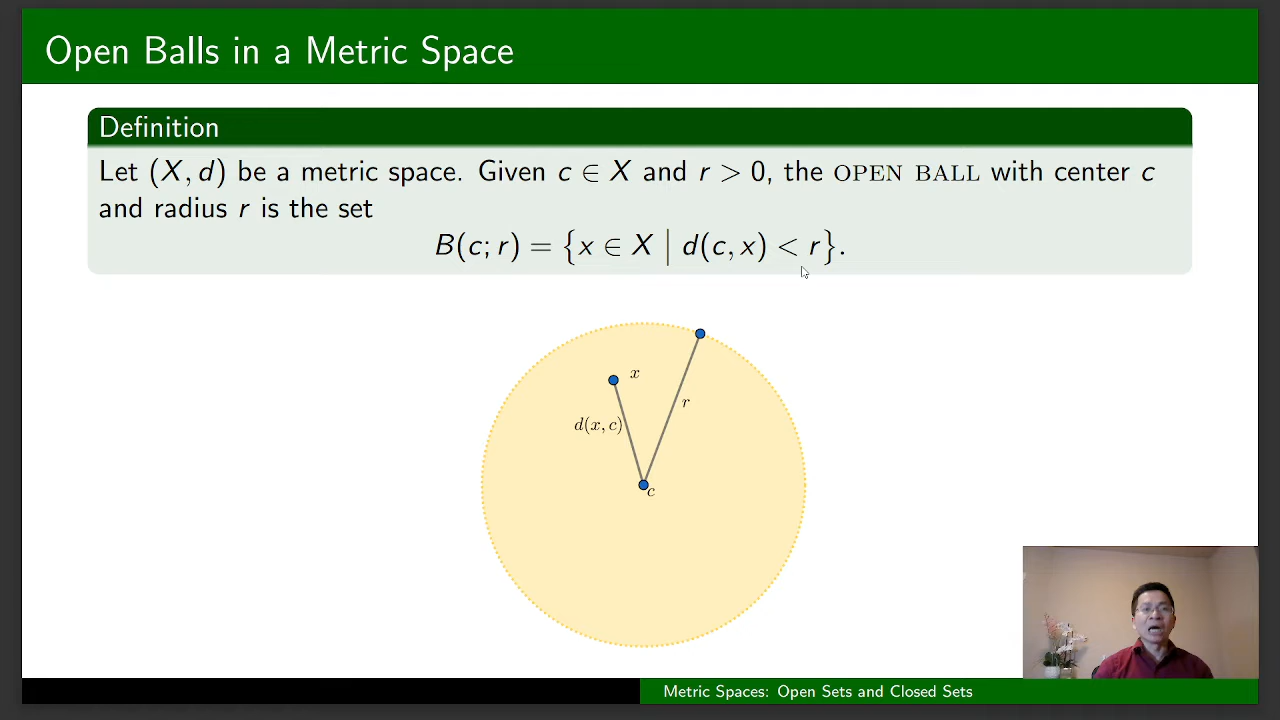 Open Balls in a Metric Space
Definition
Let (X, d) be a metric space. Given c ∈ X and r > 0, the OPEN BALL with center c
and radius r is the set
B(c; r) = {x ∈ X | d(c, x) < r}.
x
r
d(x, c)
c
Metric Spaces: Open Sets and Closed Sets